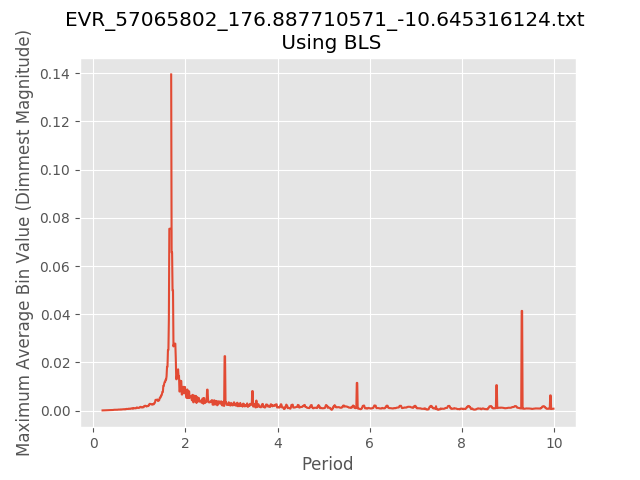 EVR_57065802_176.887710571_-10.645316124.txt
Using BLS
Maximum Average Bin Value (Dimmest Magnitude)
0.14
0.12
0.10
0.08
0.06
0.04
0.02
0.00
0 2 4 6 8 10
Period